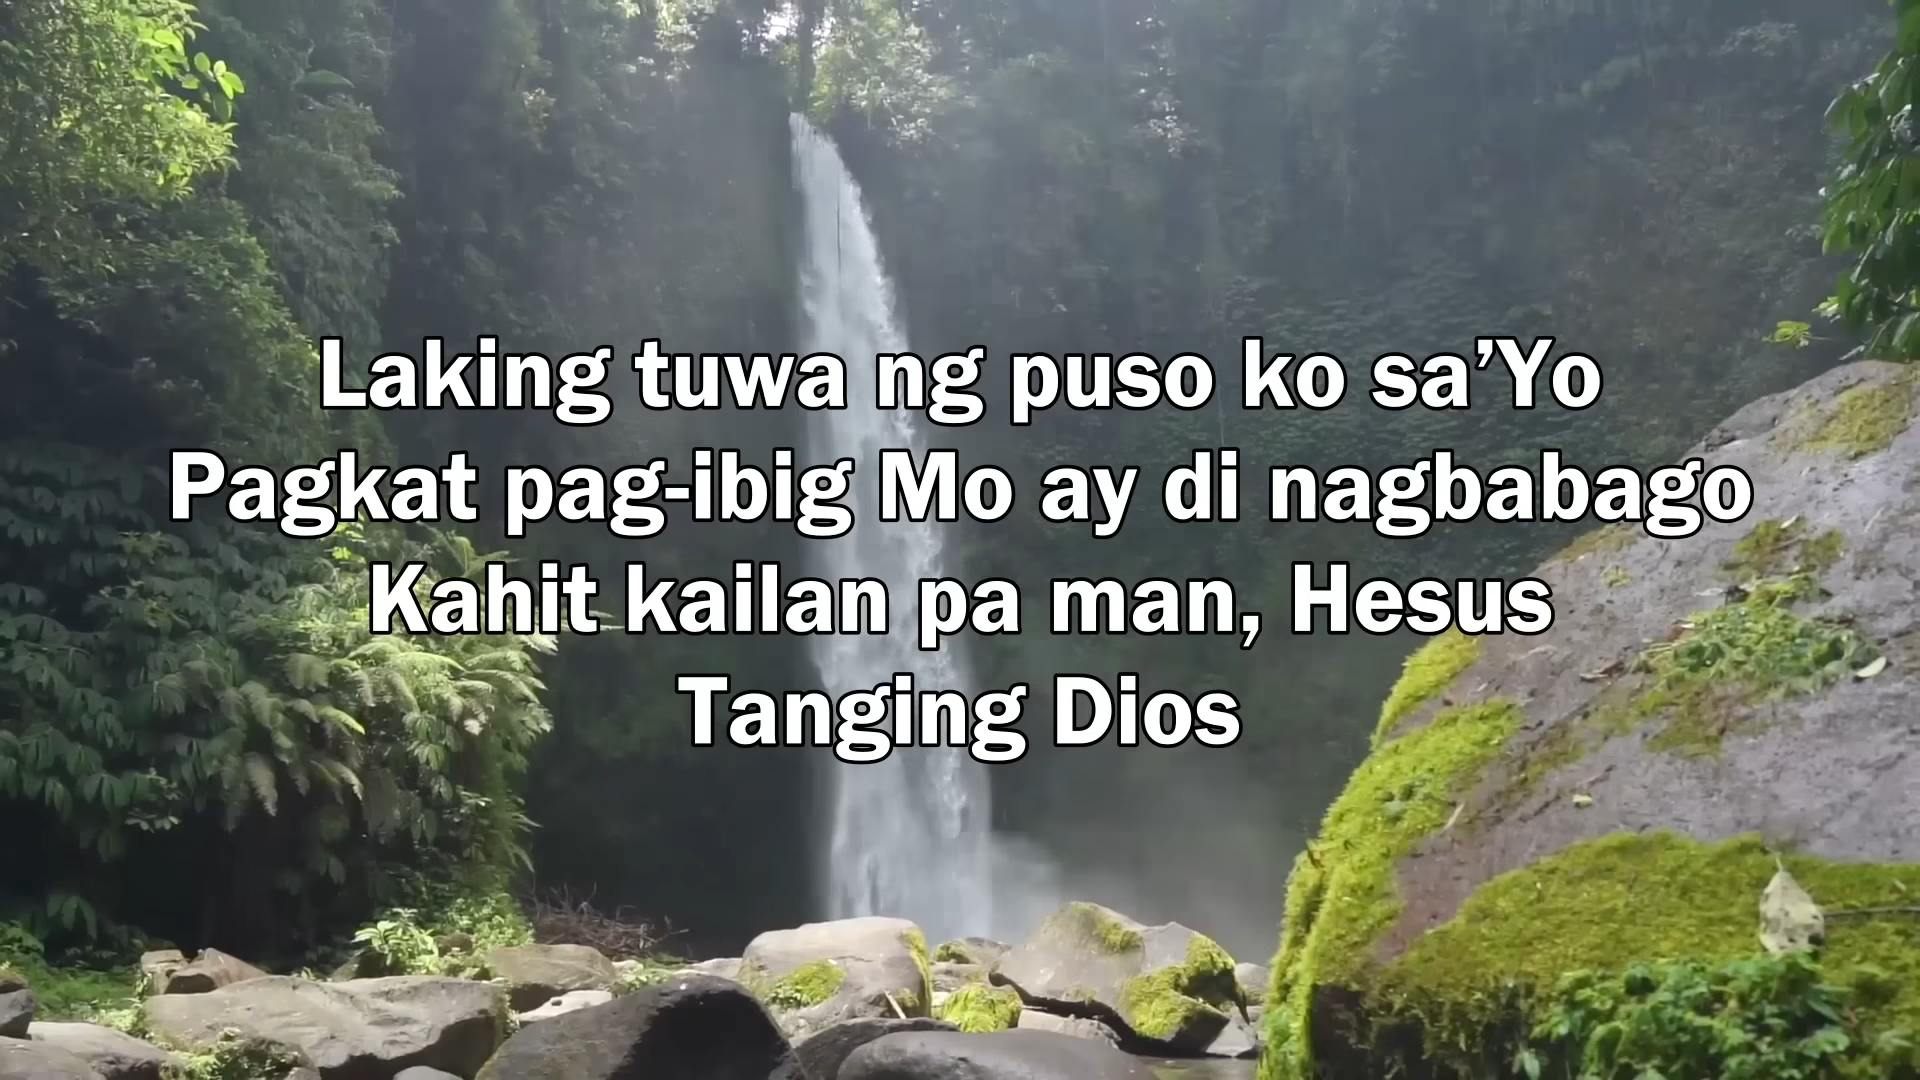 Laking tuwa ng puso ko sa’Yo
Pagkat pag-ibig Mo ay di nagbabago
Kahit kailan pa man, Hesus
Tanging Dios